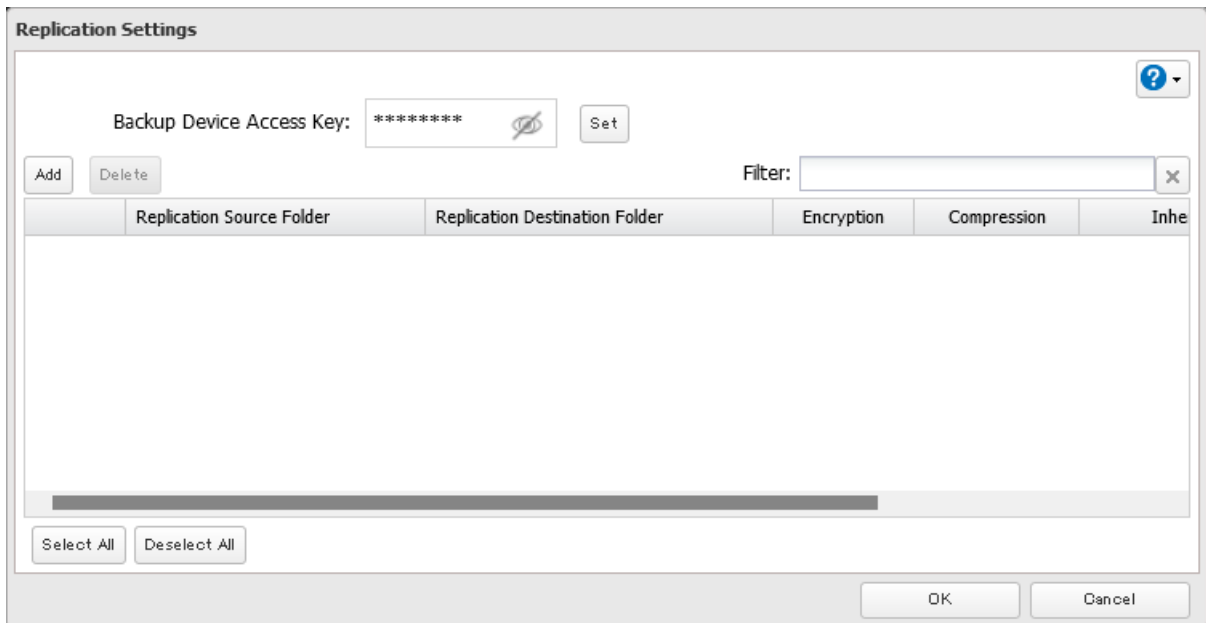 Replication Settings
?
Backup Device Access Key: ******** Set
Add Delete Filter:
Replication Source Folder Replication Destination Folder Encryption Compression Inhe
Select All Deselect All
OK Cancel